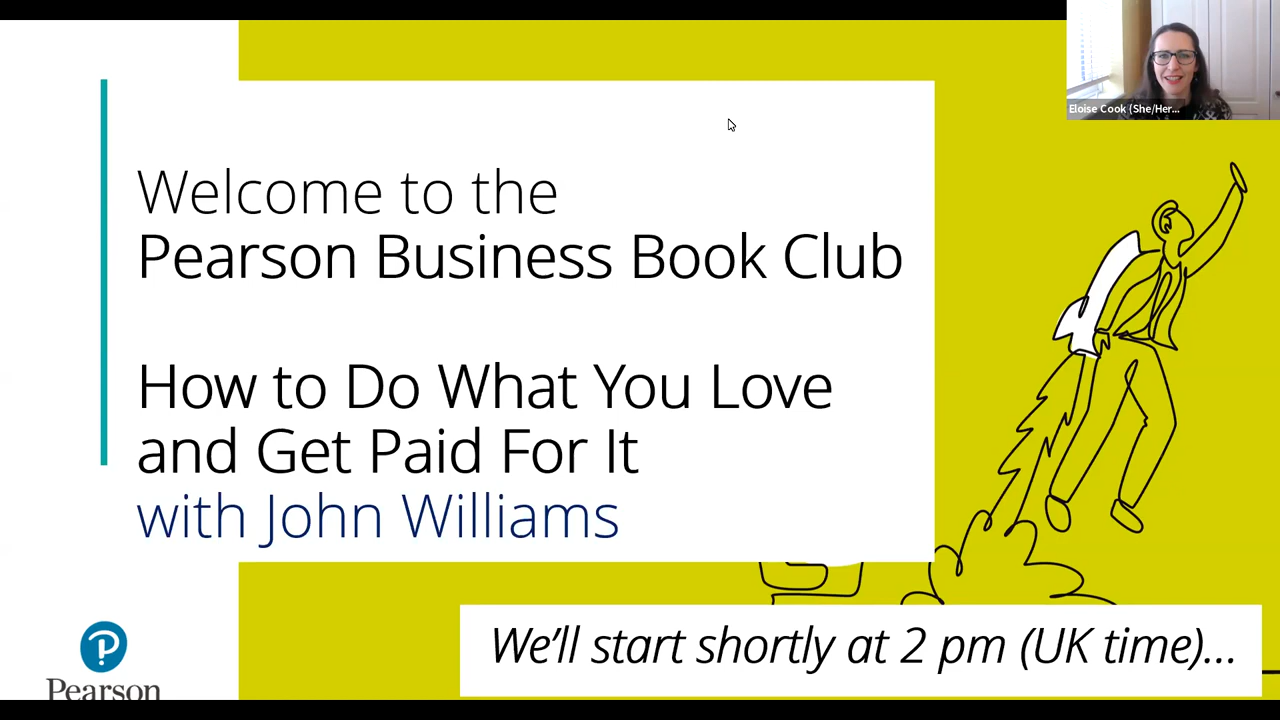 Eloise Cook (She/Her...
Welcome to the
Pearson Business Book Club
How to Do What You Love
and Get Paid For It
with John Williams
We'll start shortly at 2 pm (UK time)...
P
Pearson